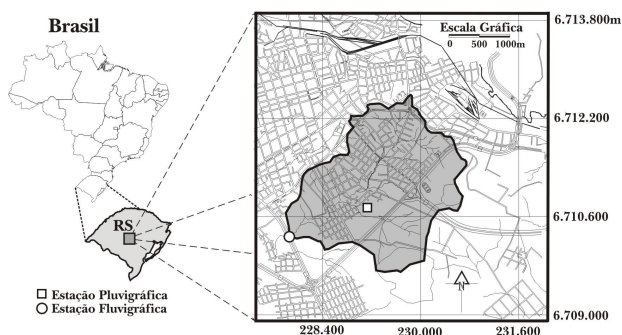 Brasil
RS
Estação Pluvigráfica
Estação Fluvigráfica
Escala Gráfica
0 500 1000m
6.713.800m
6.712.200
6.710.600
6.709.000
228.400 230.000 231.600
N